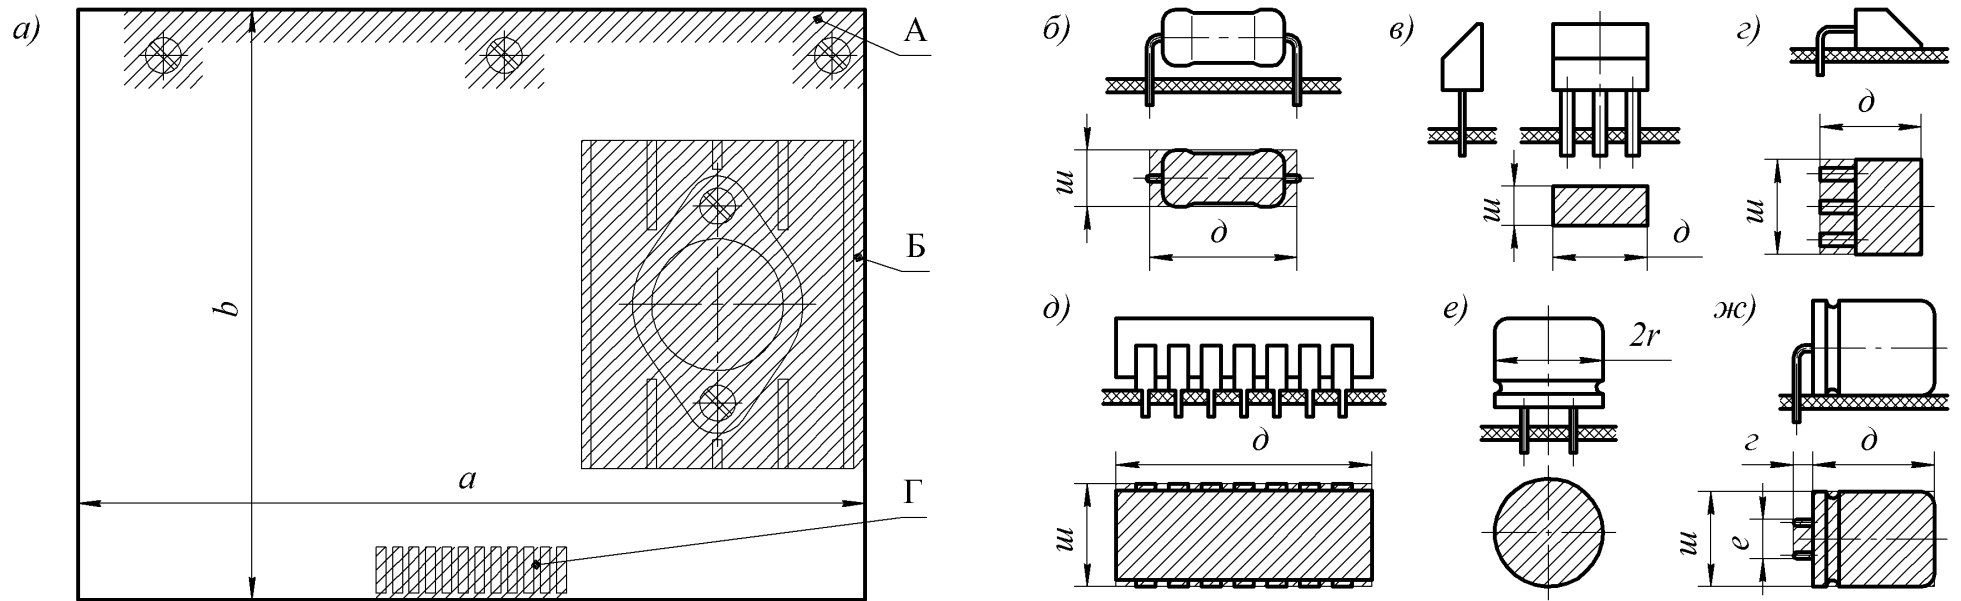 а)
А
Б
b
a
Г
б)
ш
д
в)
ш
д
г)
д
ш
д)
д
ш
е)
2r
ж)
г
д
ш
е